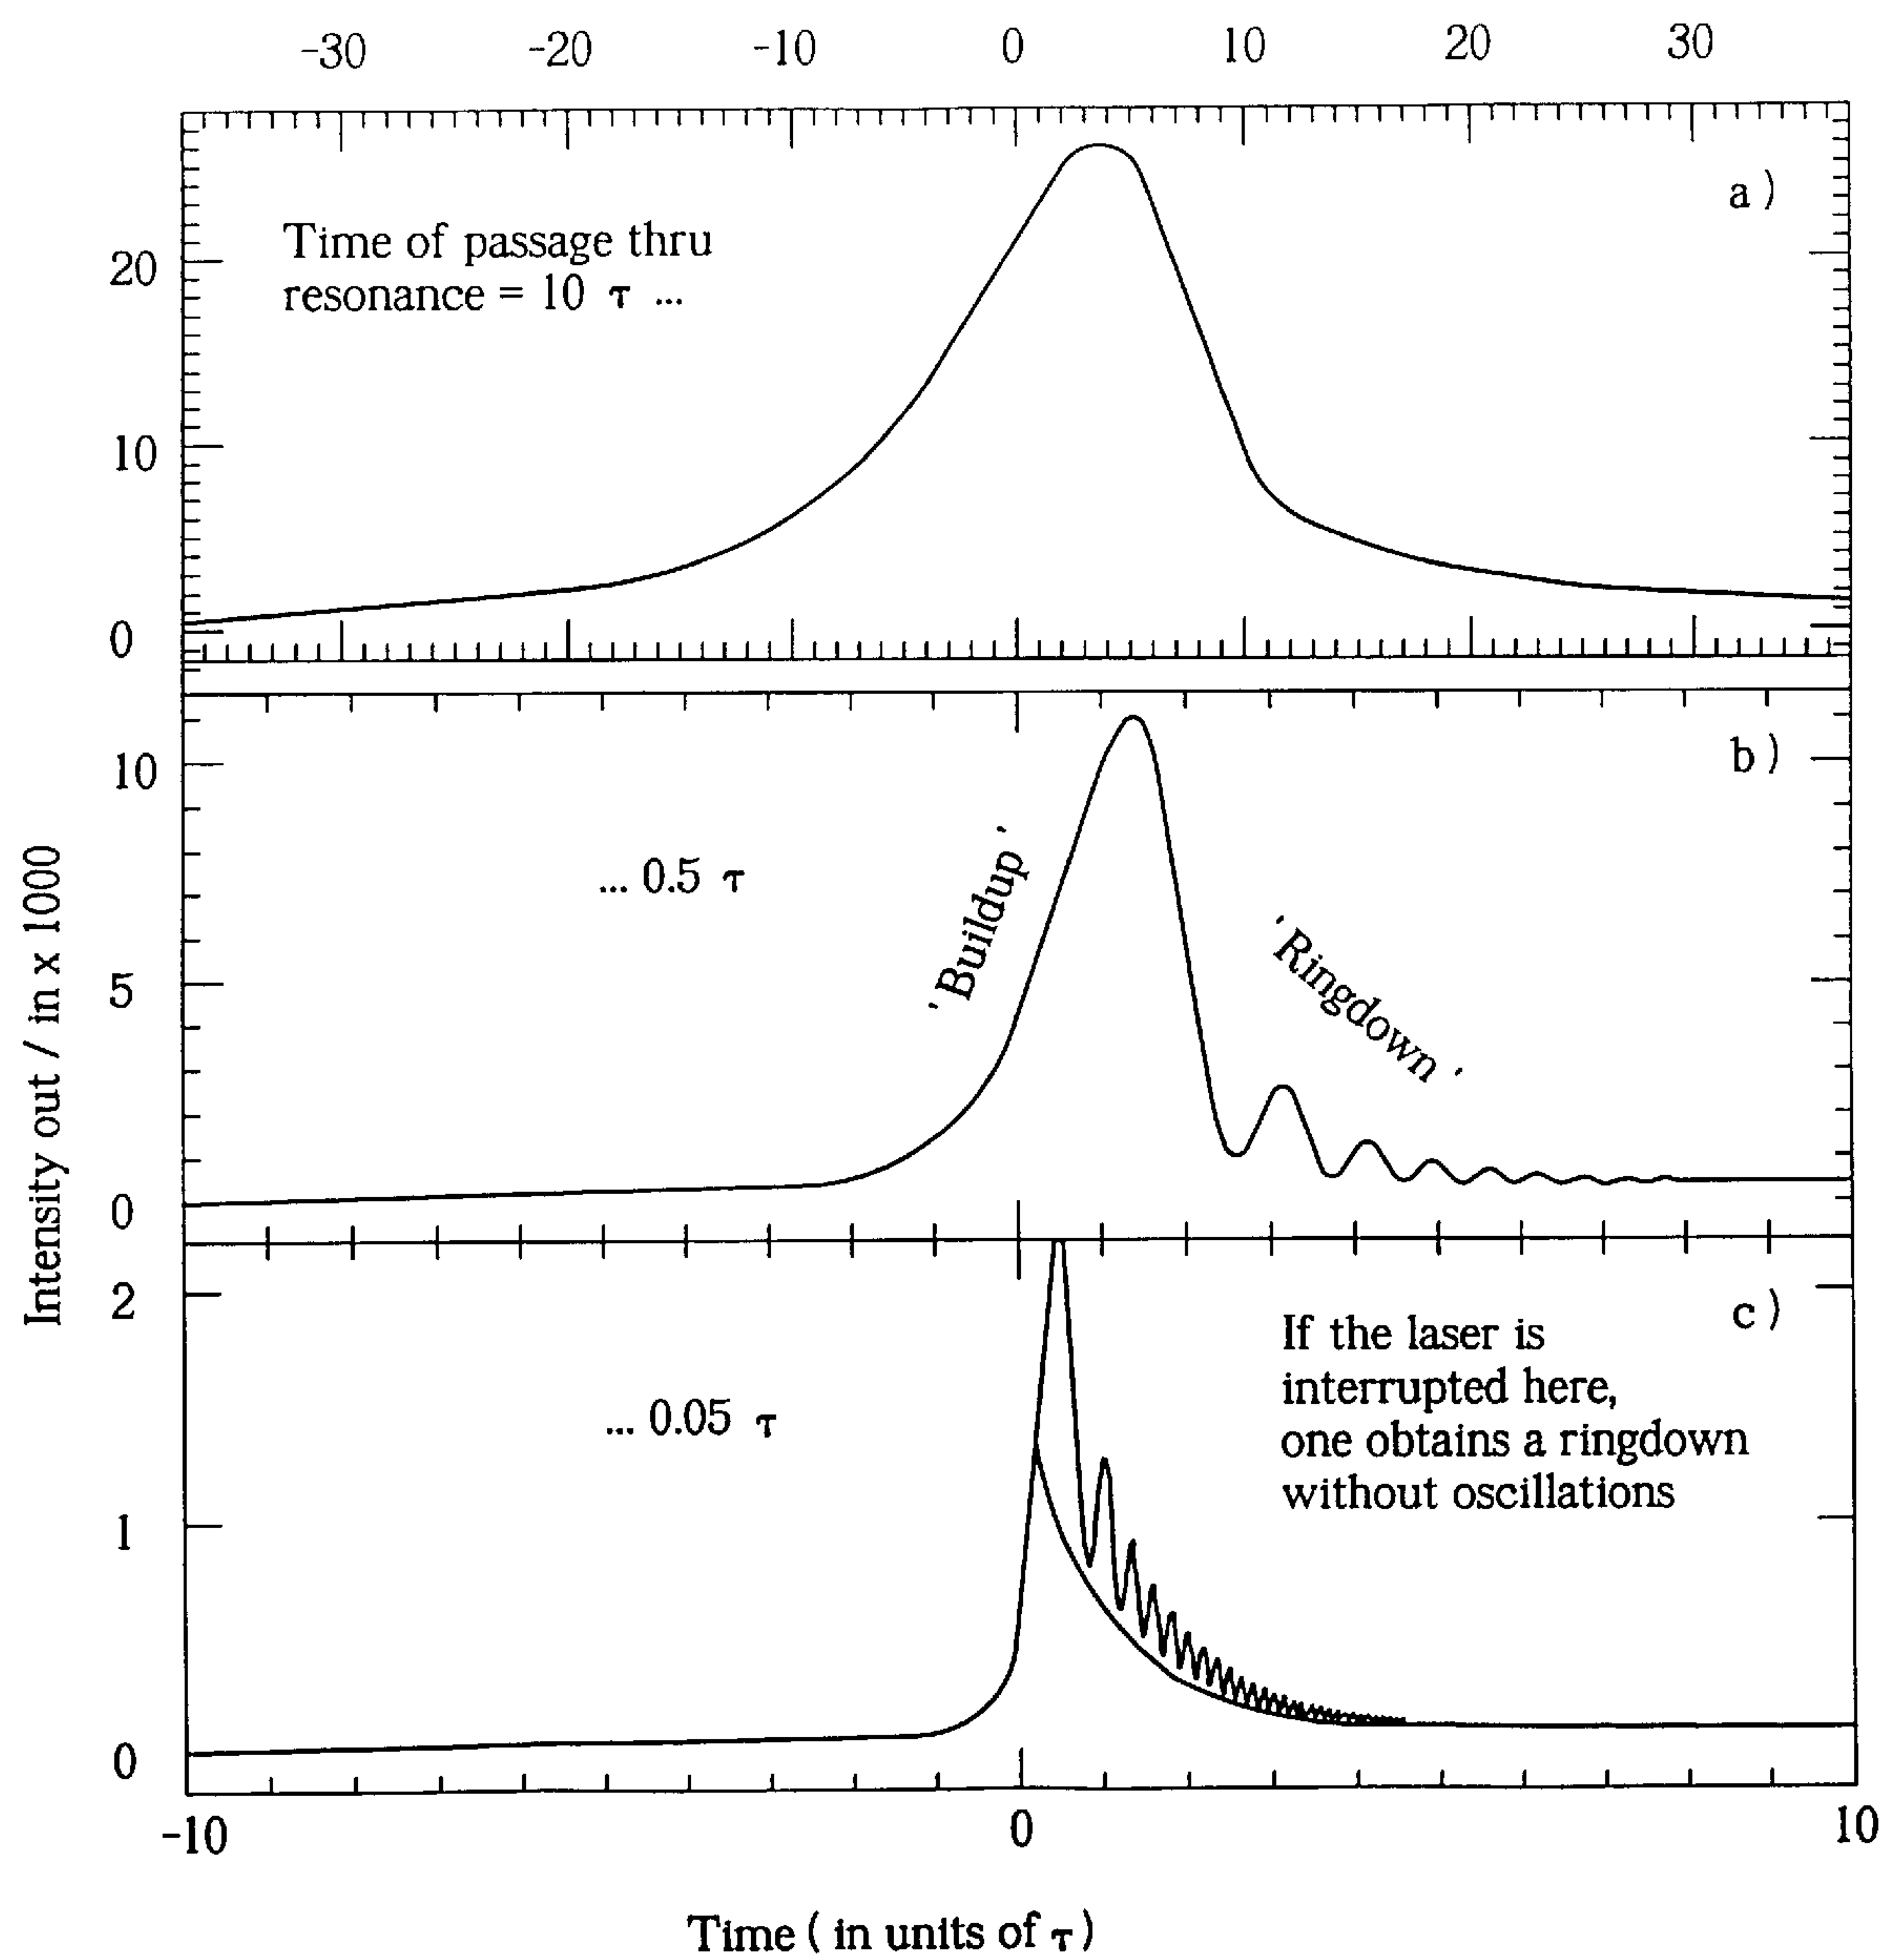 -30 -20 -10 0 10 20 30
a )
Time of passage thru
resonance = 10 τ ...
20
10
0
b )
10
... 0.5 τ
'Buildup'
'Ringdown'
5
0
Intensity out / in x 1000
2
c )
If the laser is
interrupted here,
one obtains a ringdown
without oscillations
... 0.05 τ
1
0
-10 0 10
Time ( in units of τ )